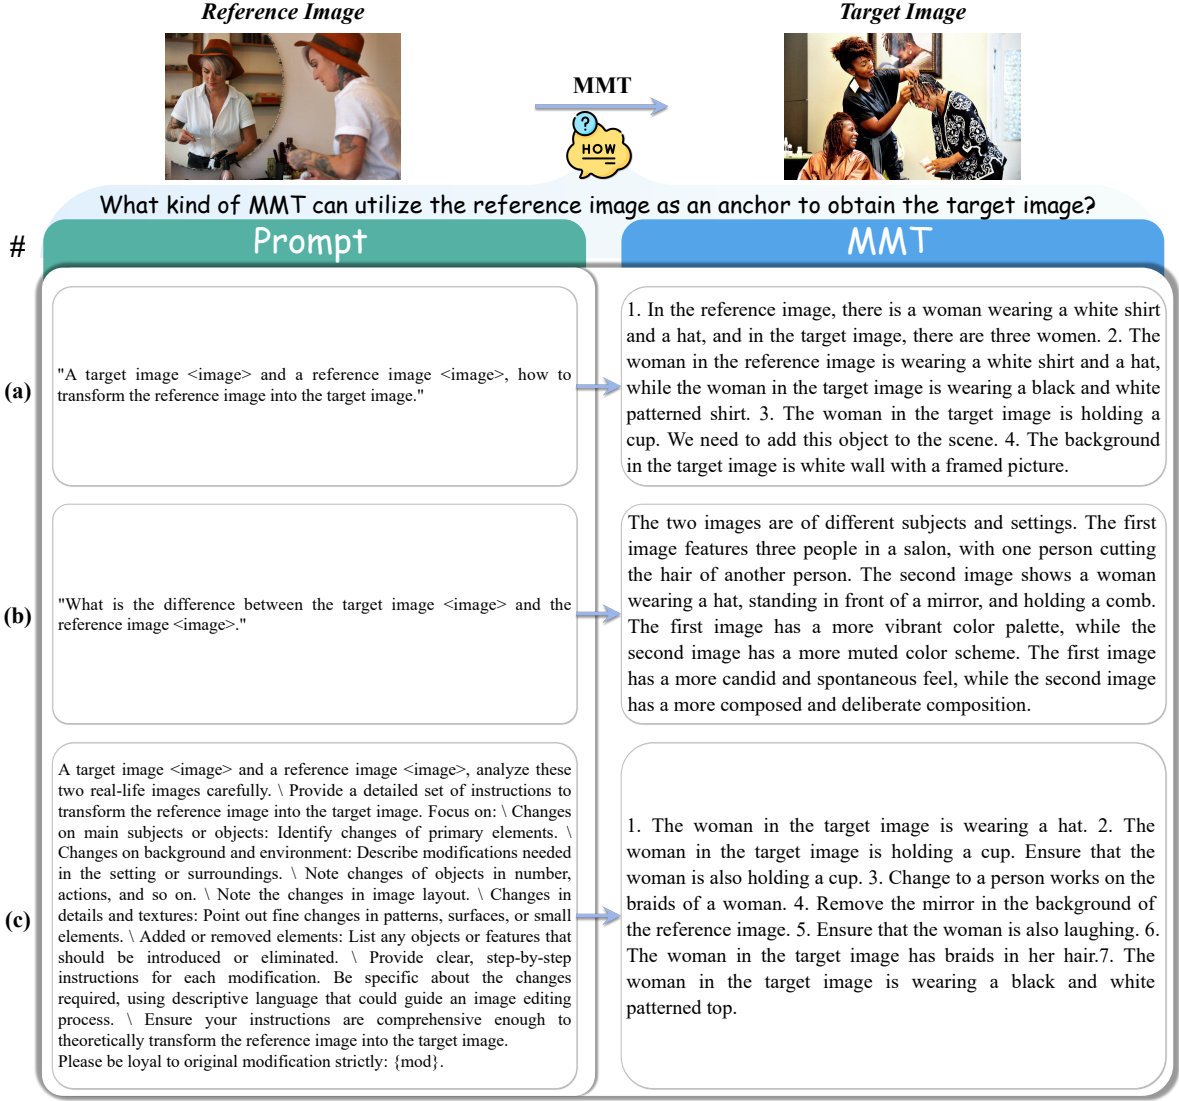 Reference Image
Target Image
MMT
?
HOW
What kind of MMT can utilize the reference image as an anchor to obtain the target image?
#
Prompt
MMT
(a)
"A target image <image> and a reference image <image>, how to
transform the reference image into the target image."
1. In the reference image, there is a woman wearing a white shirt
and a hat, and in the target image, there are three women. 2. The
woman in the reference image is wearing a white shirt and a hat,
while the woman in the target image is wearing a black and white
patterned shirt. 3. The woman in the target image is holding a
cup. We need to add this object to the scene. 4. The background
in the target image is white wall with a framed picture.
(b)
"What is the difference between the target image <image> and the
reference image <image>."
The two images are of different subjects and settings. The first
image features three people in a salon, with one person cutting
the hair of another person. The second image shows a woman
wearing a hat, standing in front of a mirror, and holding a comb.
The first image has a more vibrant color palette, while the
second image has a more muted color scheme. The first image
has a more candid and spontaneous feel, while the second image
has a more composed and deliberate composition.
(c)
A target image <image> and a reference image <image>, analyze these
two real-life images carefully. \ Provide a detailed set of instructions to
transform the reference image into the target image. Focus on: \ Changes
on main subjects or objects: Identify changes of primary elements. \
Changes on background and environment: Describe modifications needed
in the setting or surroundings. \ Note changes of objects in number,
actions, and so on. \ Note the changes in image layout. \ Changes in
details and textures: Point out fine changes in patterns, surfaces, or small
elements. \ Added or removed elements: List any objects or features that
should be introduced or eliminated. \ Provide clear, step-by-step
instructions for each modification. Be specific about the changes
required, using descriptive language that could guide an image editing
process. \ Ensure your instructions are comprehensive enough to
theoretically transform the reference image into the target image.
Please be loyal to original modification strictly: {mod}.
1. The woman in the target image is wearing a hat. 2. The
woman in the target image is holding a cup. Ensure that the
woman is also holding a cup. 3. Change to a person works on the
braids of a woman. 4. Remove the mirror in the background of
the reference image. 5. Ensure that the woman is also laughing. 6.
The woman in the target image has braids in her hair.7. The
woman in the target image is wearing a black and white
patterned top.